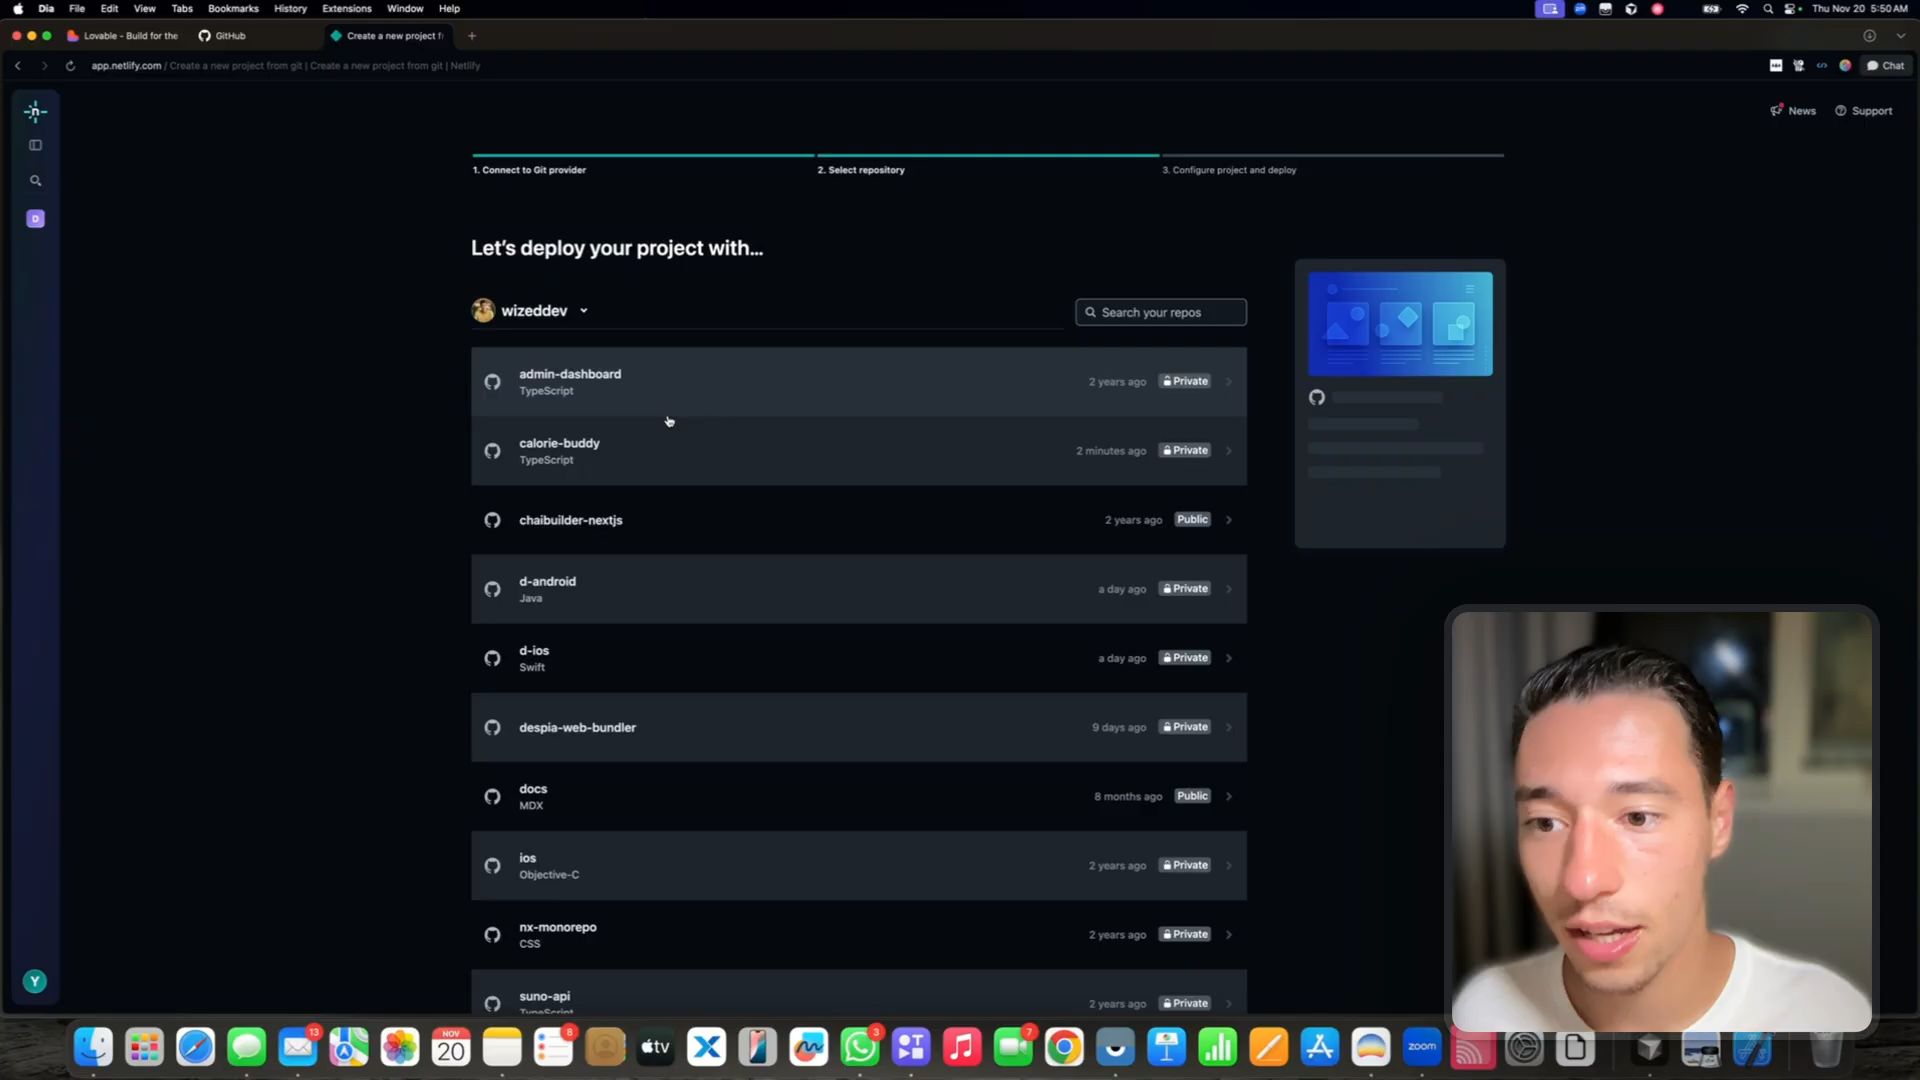 Dia File Edit View Tabs Bookmarks History Extensions Window Help Thu Nov 20 5:50 AM
Lovable - Build for the GitHub Create a new project f
app.netlify.com / Create a new project from git | Create a new project from git | Netlify Chat
News Support
1. Connect to Git provider 2. Select repository 3. Configure project and deploy
Let's deploy your project with…
wizeddev Search your repos
admin-dashboard
TypeScript
2 years ago Private
calorie-buddy
TypeScript
2 minutes ago Private
chaibuilder-nextjs 2 years ago Public
d-android
Java
a day ago Private
d-ios
Swift
a day ago Private
despia-web-bundler 9 days ago Private
docs
MDX
8 months ago Public
ios
Objective-C
2 years ago Private
nx-monorepo
CSS
2 years ago Private
suno-api
TypeScript
2 years ago Private
n
D
Y
13
NOV
20
8
tv
3
7
zoom